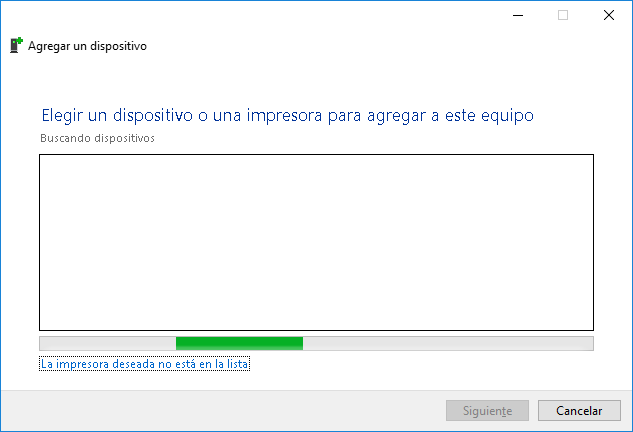 Agregar un dispositivo
Elegir un dispositivo o una impresora para agregar a este equipo
Buscando dispositivos
La impresora deseada no está en la lista
Siguiente
Cancelar